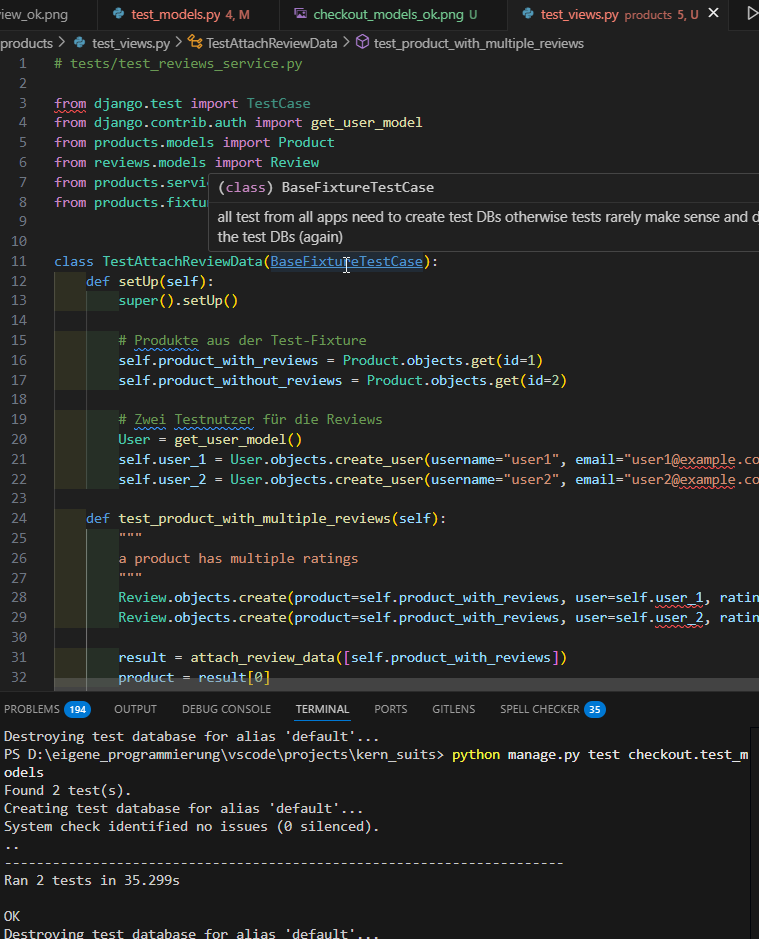 iew_ok.png test_models.py 4, M checkout_models_ok.png U test_views.py products 5, U
products > test_views.py > TestAttachReviewData > test_product_with_multiple_reviews
1 # tests/test_reviews_service.py
2
3 from django.test import TestCase
4 from django.contrib.auth import get_user_model
5 from products.models import Product
6 from reviews.models import Review
7 from products.servi
8 from products.fixtu
(class) BaseFixtureTestCase
all test from all apps need to create test DBs otherwise tests rarely make sense and d
the test DBs (again)
9
10
11 class TestAttachReviewData(BaseFixtureTestCase):
12 def setUp(self):
13 super().setUp()
14
15 # Produkte aus der Test-Fixture
16 self.product_with_reviews = Product.objects.get(id=1)
17 self.product_without_reviews = Product.objects.get(id=2)
18
19 # Zwei Testnutzer für die Reviews
20 User = get_user_model()
21 self.user_1 = User.objects.create_user(username="user1", email="user1@example.co
22 self.user_2 = User.objects.create_user(username="user2", email="user2@example.co
23
24 def test_product_with_multiple_reviews(self):
25 """
26 a product has multiple ratings
27 """
28 Review.objects.create(product=self.product_with_reviews, user=self.user_1, ratin
29 Review.objects.create(product=self.product_with_reviews, user=self.user_2, ratin
30
31 result = attach_review_data([self.product_with_reviews])
32 product = result[0]
PROBLEMS 194 OUTPUT DEBUG CONSOLE TERMINAL PORTS GITLENS SPELL CHECKER 35
Destroying test database for alias 'default'...
PS D:\eigene_programmierung\vscode\projects\kern_suits> python manage.py test checkout.test_m
odels
Found 2 test(s).
Creating test database for alias 'default'...
System check identified no issues (0 silenced).
..
----------------------------------------------------------------------
Ran 2 tests in 35.299s

OK
Destroying test database for alias 'default'...